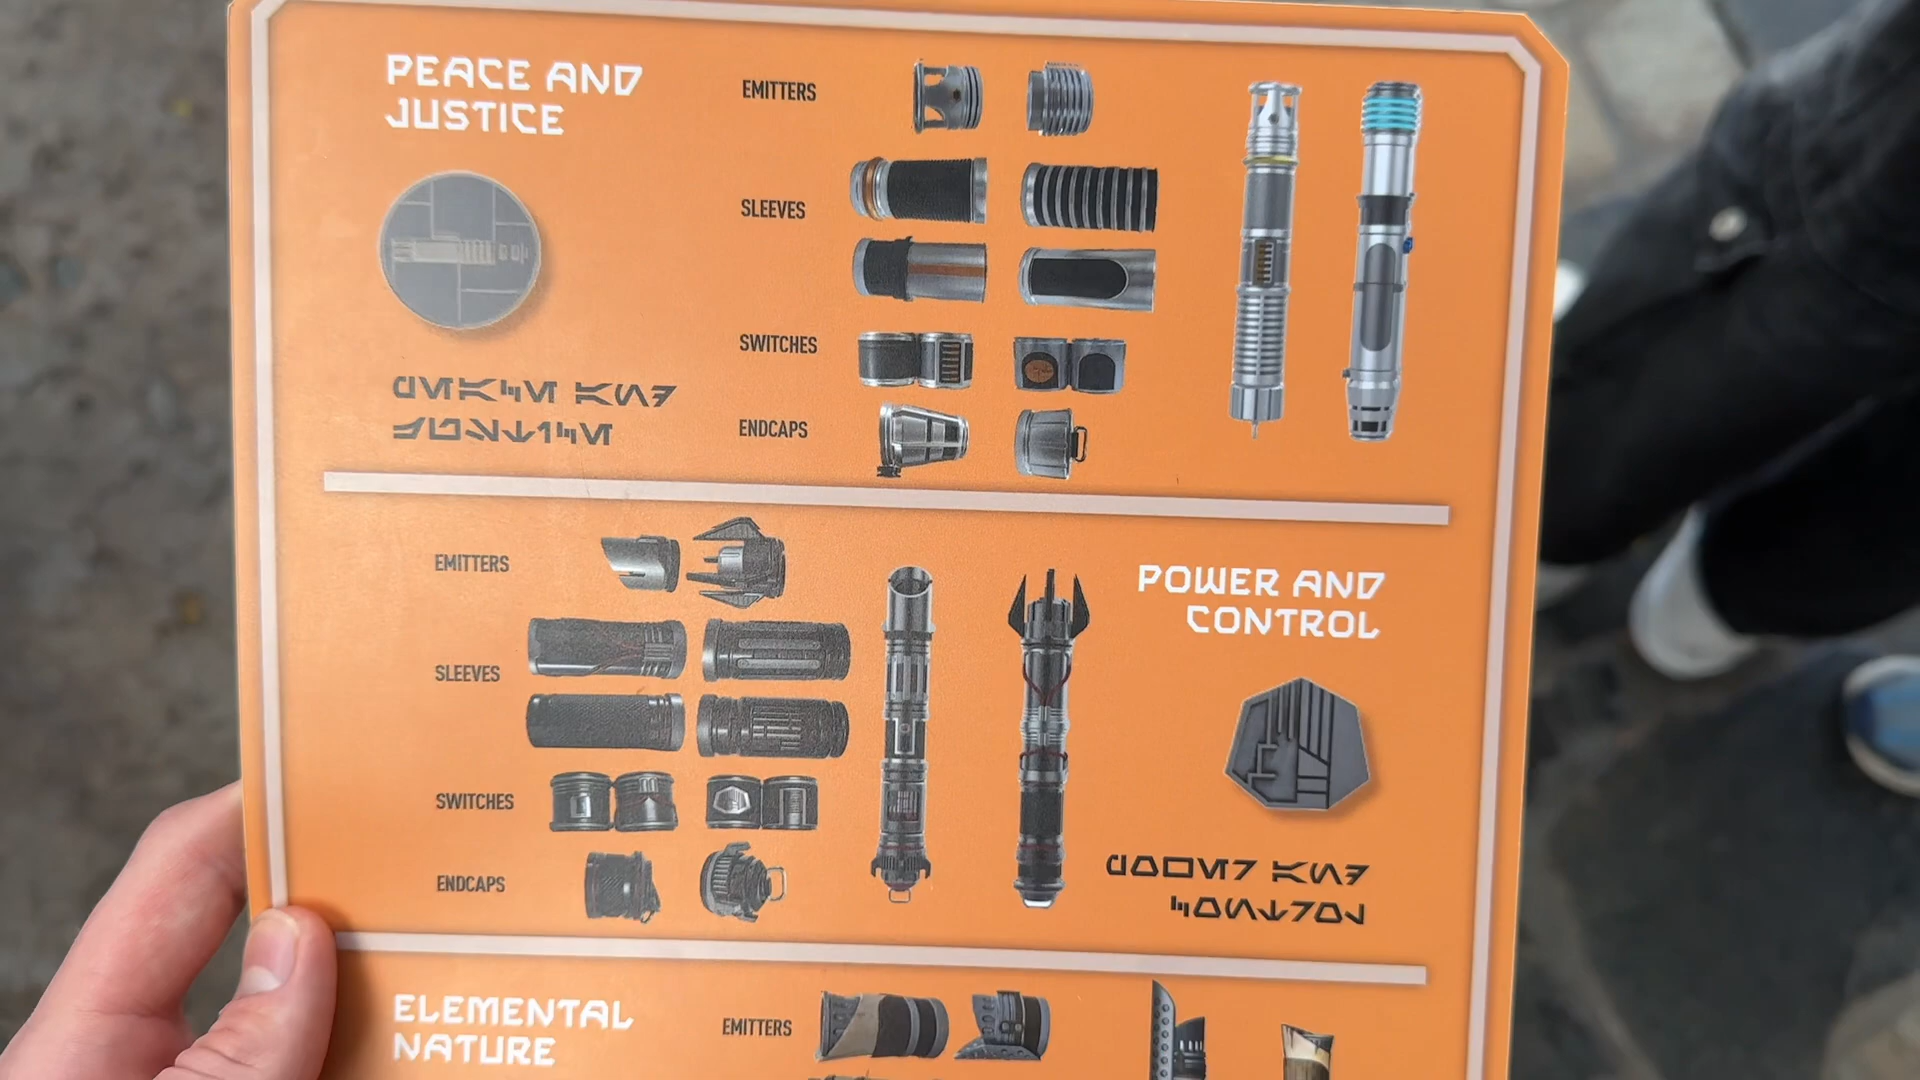 PEACE AND
JUSTICE
EMITTERS
SLEEVES
SWITCHES
ENDCAPS
EMITTERS
SLEEVES
SWITCHES
ENDCAPS
POWER AND
CONTROL
ELEMENTAL
NATURE
EMITTERS